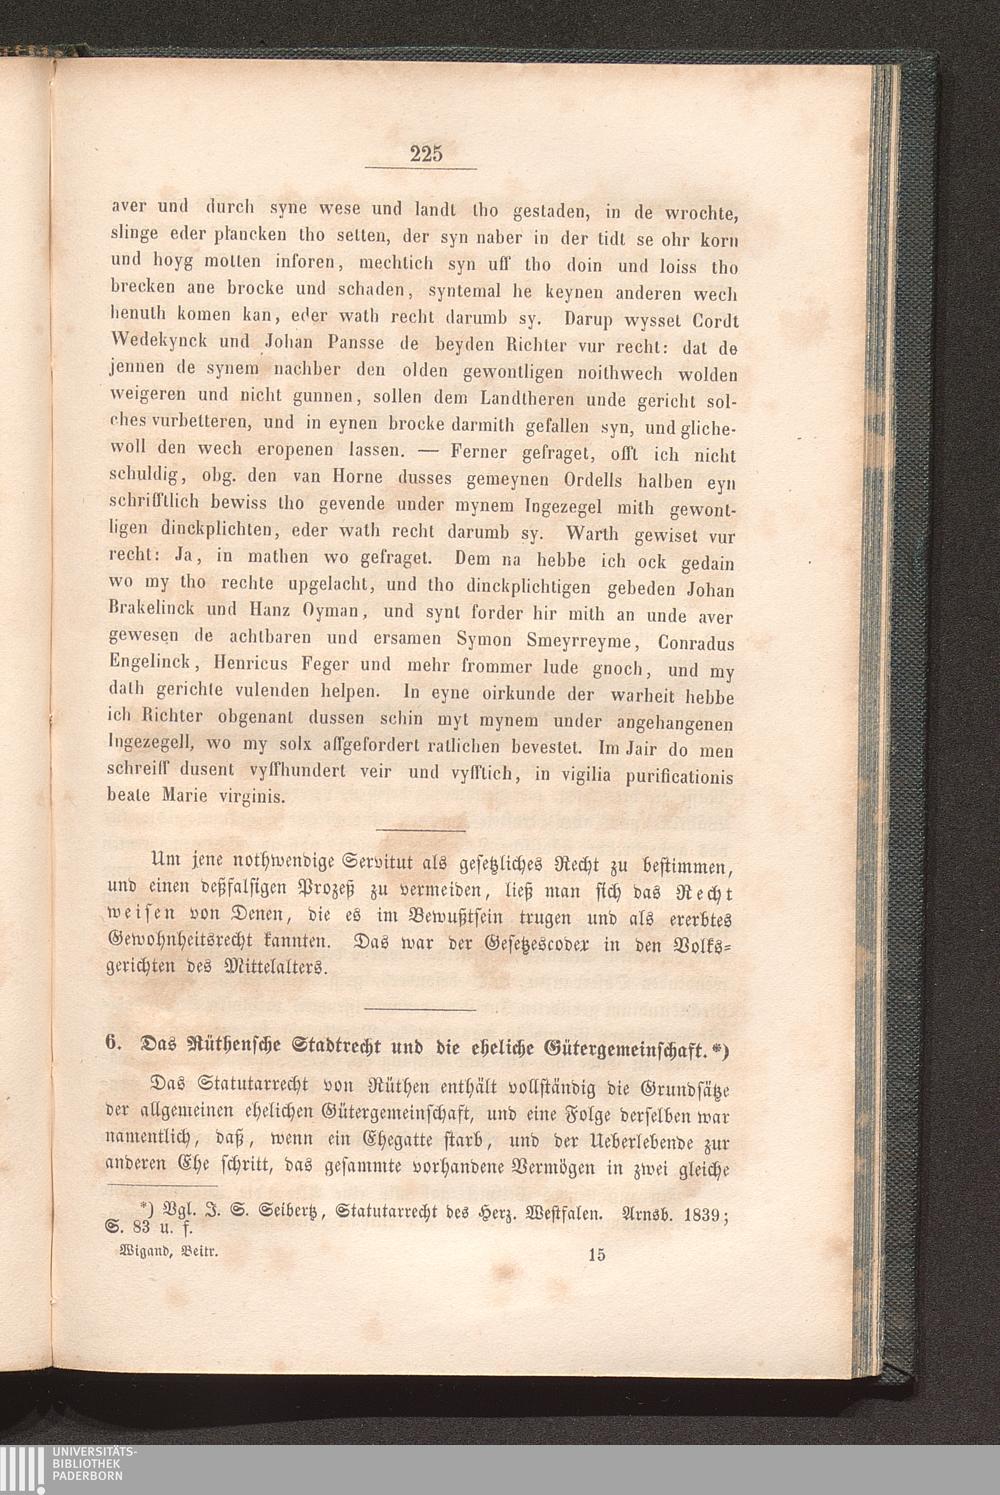 225
aver und durch syne wese und landt tho gestaden, in de wrochte,
slinge eder plancken tho setten, der syn naber in der tidt se ohr korn
und hoyg motten inforen, mechtich syn uff tho doin und loiss tho
brecken ane brocke und schaden, syntemal he keynen anderen wech
henuth komen kan, eder wath recht darumb sy. Darup wysset Cordt
Wedekynck und Johan Pansse de beyden Richter vur recht: dat de
jennen de synem nachber den olden gewontligen noithwech wolden
weigeren und nicht gunnen, sollen dem Landtheren unde gericht sol-
ches vurbetteren, und in eynen brocke darmith gefallen syn, und gliche-
woll den wech eropenen lassen. — Ferner gefraget, offt ich nicht
schuldig, obg. den van Horne dusses gemeynen Ordells halben eyn
schrifftlich bewiss tho gevende under mynem Ingezegel mith gewont-
ligen dinckplichten, eder wath recht darumb sy. Warth gewiset vur
recht: Ja, in mathen wo gefraget. Dem na hebbe ich ock gedain
wo my tho rechte upgelacht, und tho dinckplichtigen gebeden Johan
Brakelinck und Hanz Oyman, und synt forder hir mith an unde aver
gewesen de achtbaren und ersamen Symon Smeyrreyme, Conradus
Engelinck, Henricus Feger und mehr frommer lude gnoch, und my
dath gerichte vulenden helpen. In eyne oirkunde der warheit hebbe
ich Richter obgenant dussen schin myt mynem under angehangenen
Ingezegell, wo my solx affgefordert ratlichen bevestet. Im Jair do men
schreiff dusent vyffhundert veir und vyfftich, in vigilia purificationis
beate Marie virginis.
Um jene nothwendige Servitut als gesetzliches Recht zu bestimmen,
und einen deßfalsigen Prozeß zu vermeiden, ließ man sich das Recht
weisen von Denen, die es im Bewußtsein trugen und als ererbtes
Gewohnheitsrecht kannten. Das war der Gesetzescodex in den Volks-
gerichten des Mittelalters.
6. Das Rüthensche Stadtrecht und die eheliche Gütergemeinschaft.*)
Das Statutarrecht von Rüthen enthält vollständig die Grundsätze
der allgemeinen ehelichen Gütergemeinschaft, und eine Folge derselben war
namentlich, daß, wenn ein Ehegatte starb, und der Ueberlebende zur
anderen Ehe schritt, das gesammte vorhandene Vermögen in zwei gleiche
*) Vgl. J. S. Seibertz, Statutarrecht des Herz. Westfalen. Arnsb. 1839;
S. 83 u. f.
Wigand, Beitr. 15
UNIVERSITÄTS-
BIBLIOTHEK
PADERBORN